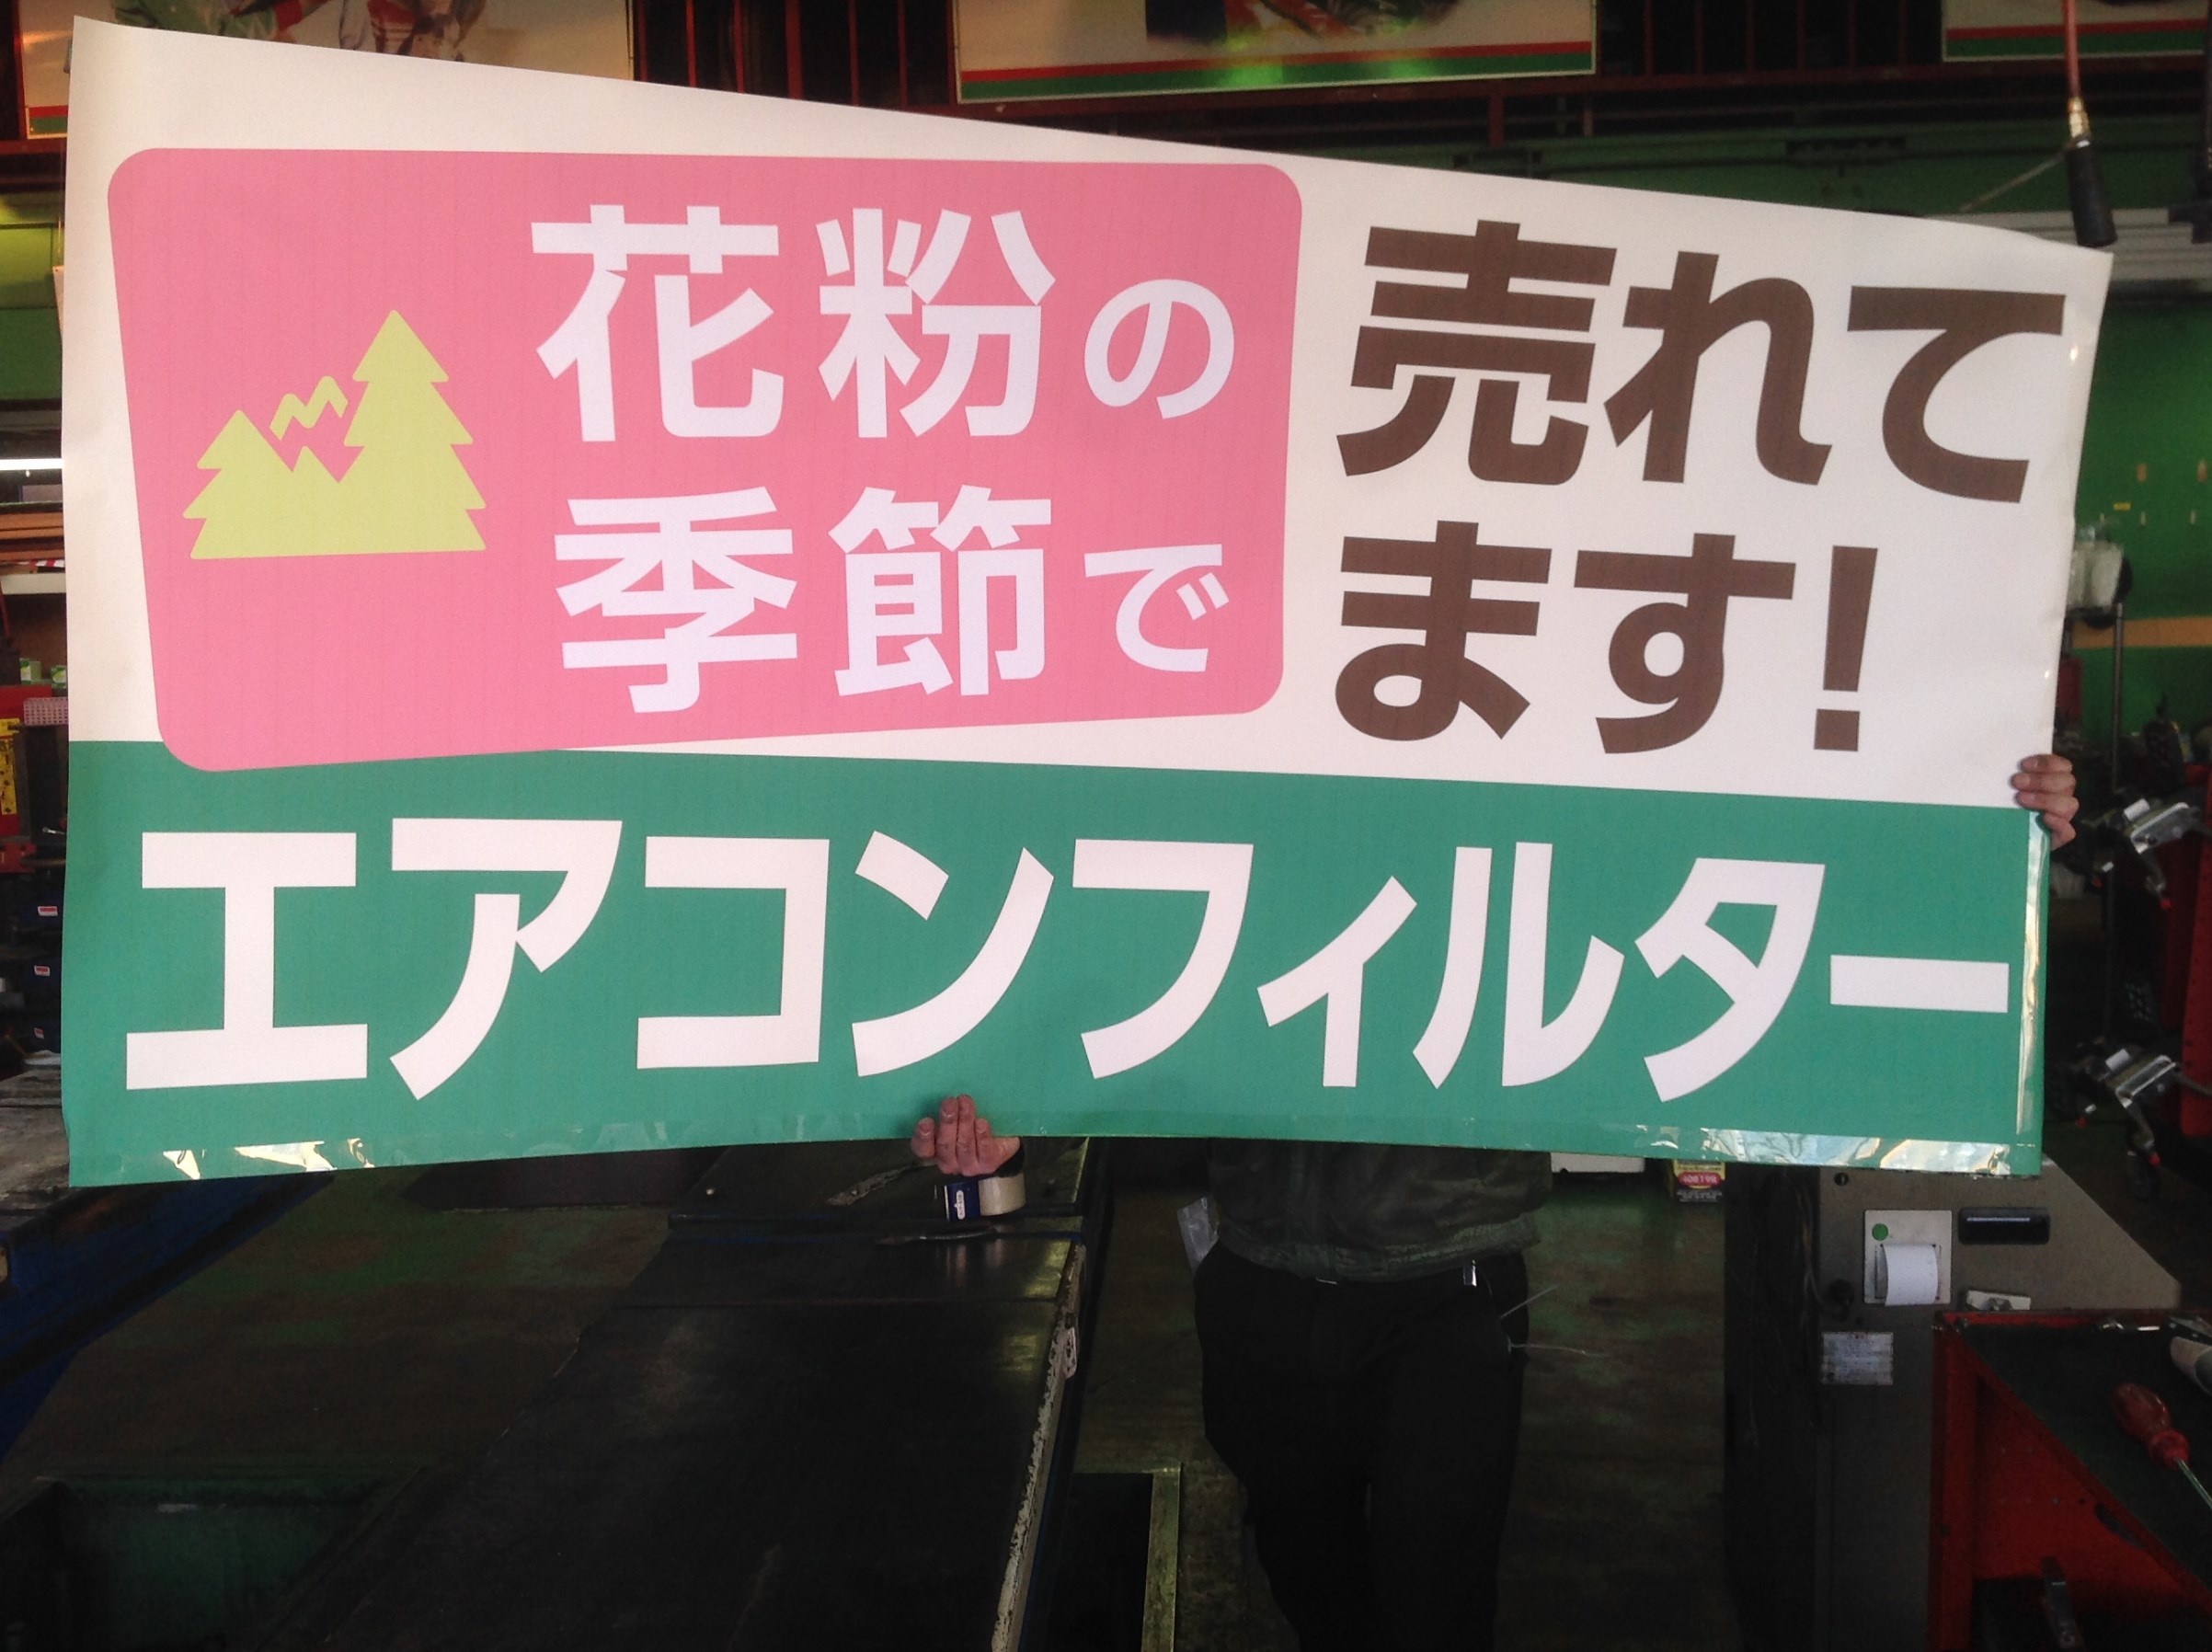 花粉の
季節で
売れて
ます!
エアコンフィルター